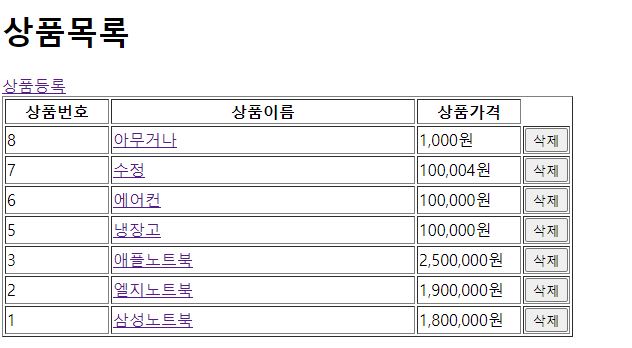 상품목록
상품등록
상품번호 상품이름 상품가격
8 아무거나 1,000원 삭제
7 수정 100,004원 삭제
6 에어컨 100,000원 삭제
5 냉장고 100,000원 삭제
3 애플노트북 2,500,000원 삭제
2 엘지노트북 1,900,000원 삭제
1 삼성노트북 1,800,000원 삭제